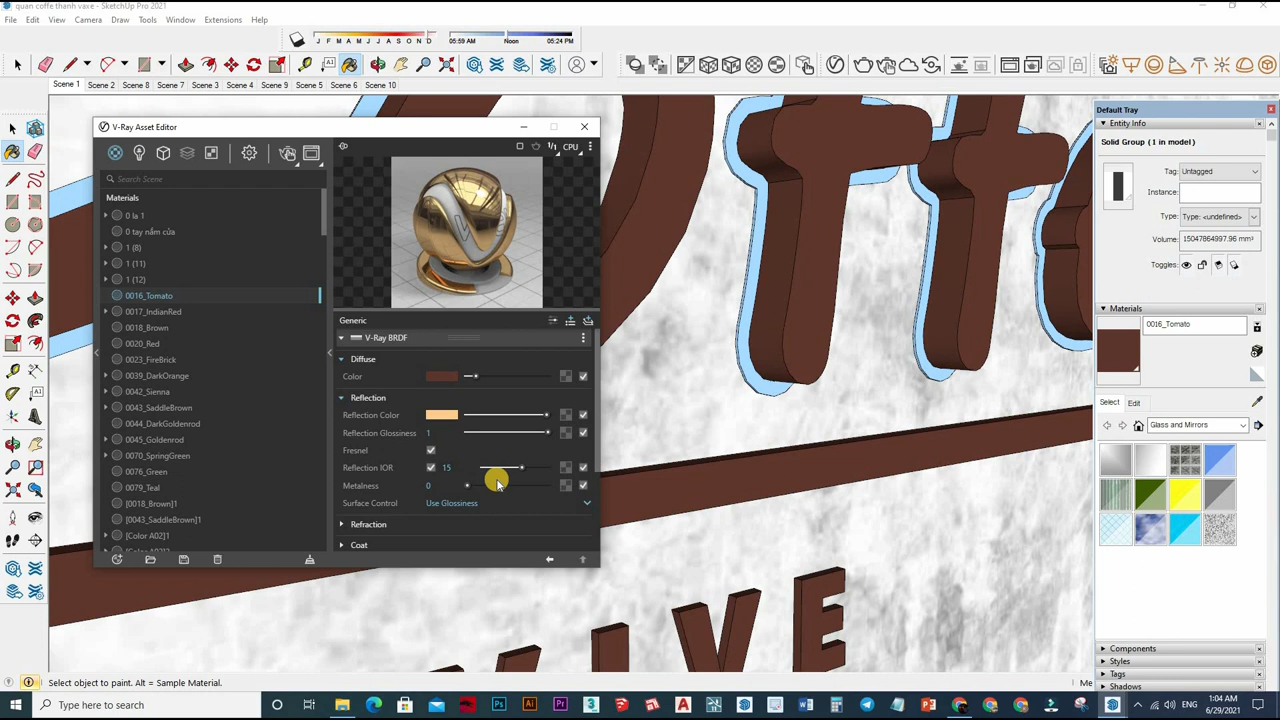 quan coffe thanh vaxe* - SketchUp Pro 2021
File Edit View Camera Draw Tools Window Extensions Help
J F M A M J J A S O N D 05:59 AM Noon 05:24 PM
Scene 1 Scene 2 Scene 8 Scene 7 Scene 3 Scene 4 Scene 9 Scene 5 Scene 6 Scene 10
V-Ray Asset Editor
CPU
Search Scene
Materials
0 la 1
0 tay nắm cửa
1 (8)
1 (11)
1 (12)
0016_Tomato
0017_IndianRed
0018_Brown
0020_Red
0023_FireBrick
0039_DarkOrange
0042_Sienna
0043_SaddleBrown
0044_DarkGoldenrod
0045_Goldenrod
0070_SpringGreen
0076_Green
0079_Teal
[0018_Brown]1
[0043_SaddleBrown]1
[Color A02]1
Generic
V-Ray BRDF
Diffuse
Color
Reflection
Reflection Color
Reflection Glossiness 1
Fresnel
Reflection IOR 15
Metalness 0
Surface Control Use Glossiness
Refraction
Coat
Default Tray
Entity Info
Solid Group (1 in model)
Tag: Untagged
Instance:
Type: Type: <undefined>
Volume: 15047864997.96 mm³
Toggles:
Materials
0016_Tomato
Select Edit
Glass and Mirrors
Components
Styles
Tags
Shadows
Select object to paint. Alt = Sample Material.
Type here to search
ENG
1:04 AM
6/29/2021